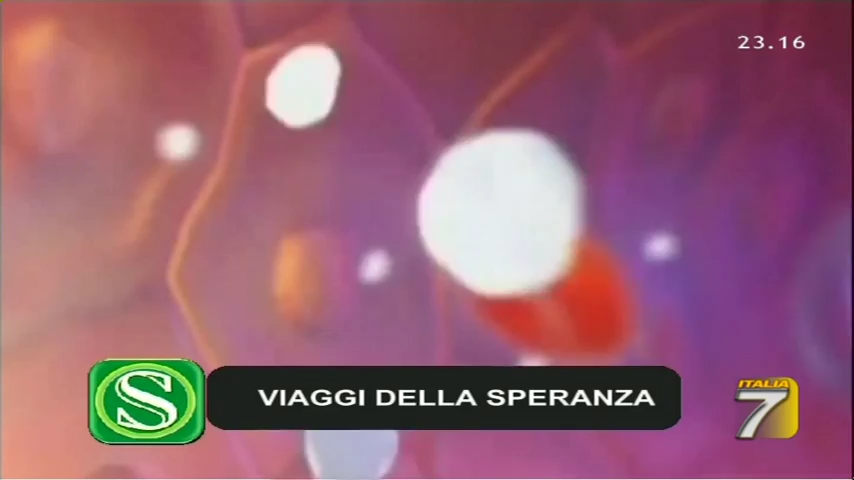 23.16
S
VIAGGI DELLA SPERANZA
ITALIA
7